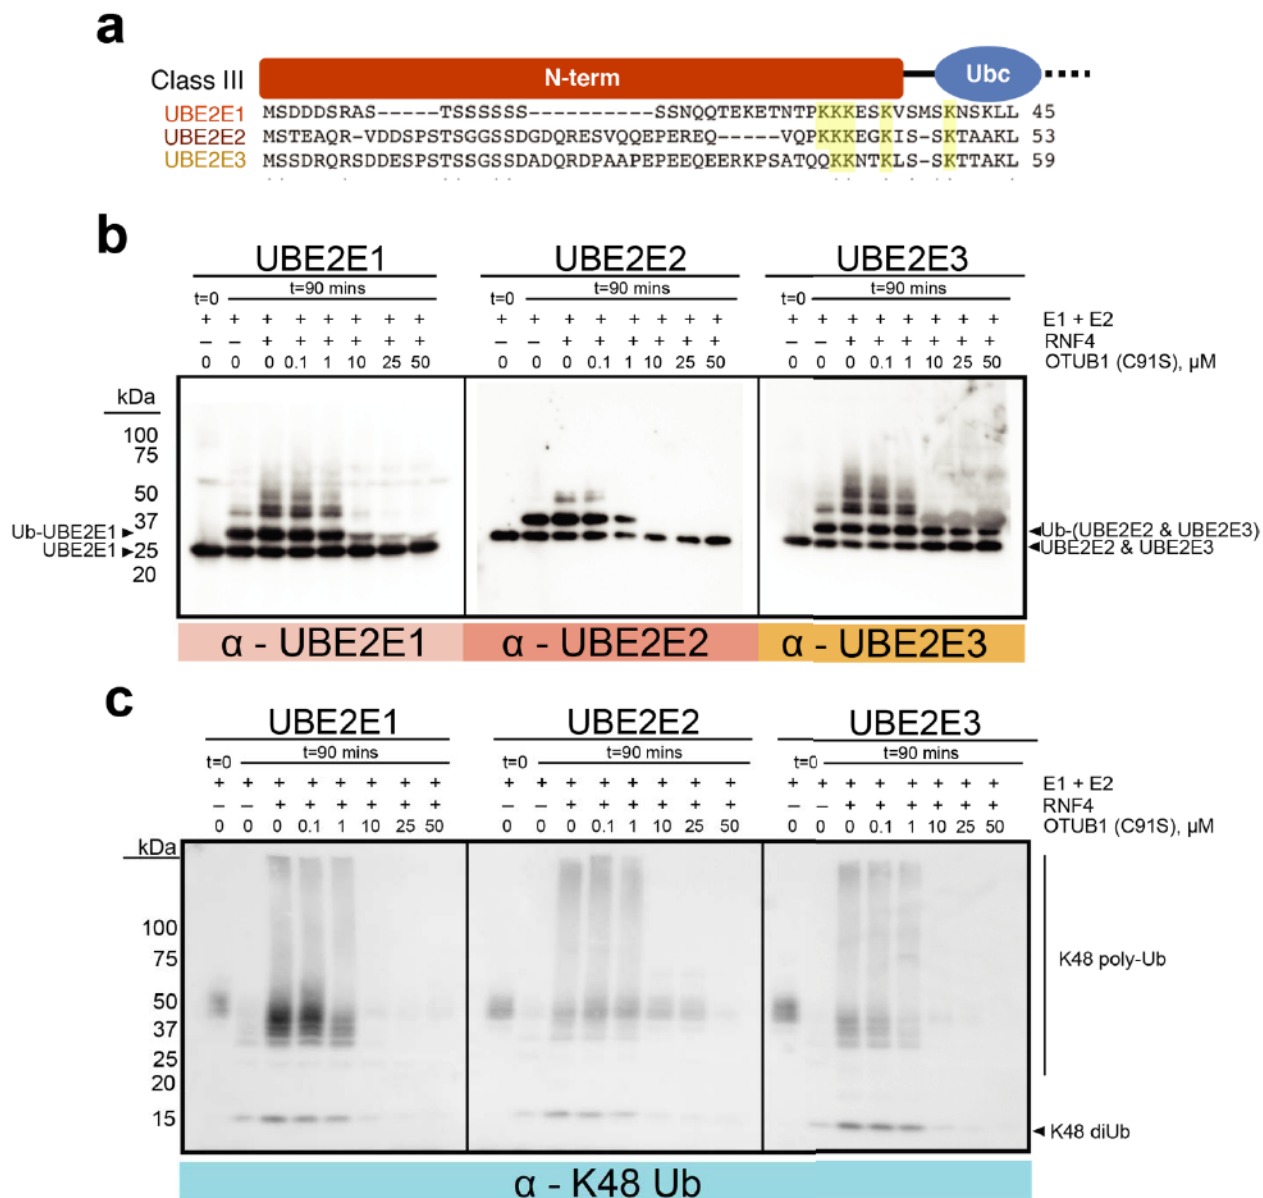 a
Class III N-term Ubc
UBE2E1 MSDDDSRAS-----TSSSSSSS----------SSNQQTEKETNTPKKKESKVSMSKNSKLL 45
UBE2E2 MSTEAQR-VDDSPSTSGGSSDGDQRESVQQEPEREQ-----VQPKKKEGKIS-SKTAAKL 53
UBE2E3 MSSDRQRSDDESPSTSSGSSDADQRDPAAPEPEEQEERKPSATQQKKNTKLS-SKTTAKL 59
b
UBE2E1 UBE2E2 UBE2E3
t=0 t=90 mins t=0 t=90 mins t=0 t=90 mins
+ + + + + + + + + + + + + + + + + + + + + + + + E1 + E2
– – + + + + + + – – + + + + + + – – + + + + + + RNF4
0 0 0 0.1 1 10 25 50 0 0 0 0.1 1 10 25 50 0 0 0 0.1 1 10 25 50 OTUB1 (C91S), µM
kDa
100
75
50
37
Ub-UBE2E1 Ub-(UBE2E2 & UBE2E3)
UBE2E1 25 UBE2E2 & UBE2E3
20
α - UBE2E1 α - UBE2E2 α - UBE2E3
c
UBE2E1 UBE2E2 UBE2E3
t=0 t=90 mins t=0 t=90 mins t=0 t=90 mins
+ + + + + + + + + + + + + + + + + + + + + + + + E1 + E2
– – + + + + + + – – + + + + + + – – + + + + + + RNF4
0 0 0 0.1 1 10 25 50 0 0 0 0.1 1 10 25 50 0 0 0 0.1 1 10 25 50 OTUB1 (C91S), µM
kDa
100
75
K48 poly-Ub
50
37
25
20
15
K48 diUb
α - K48 Ub